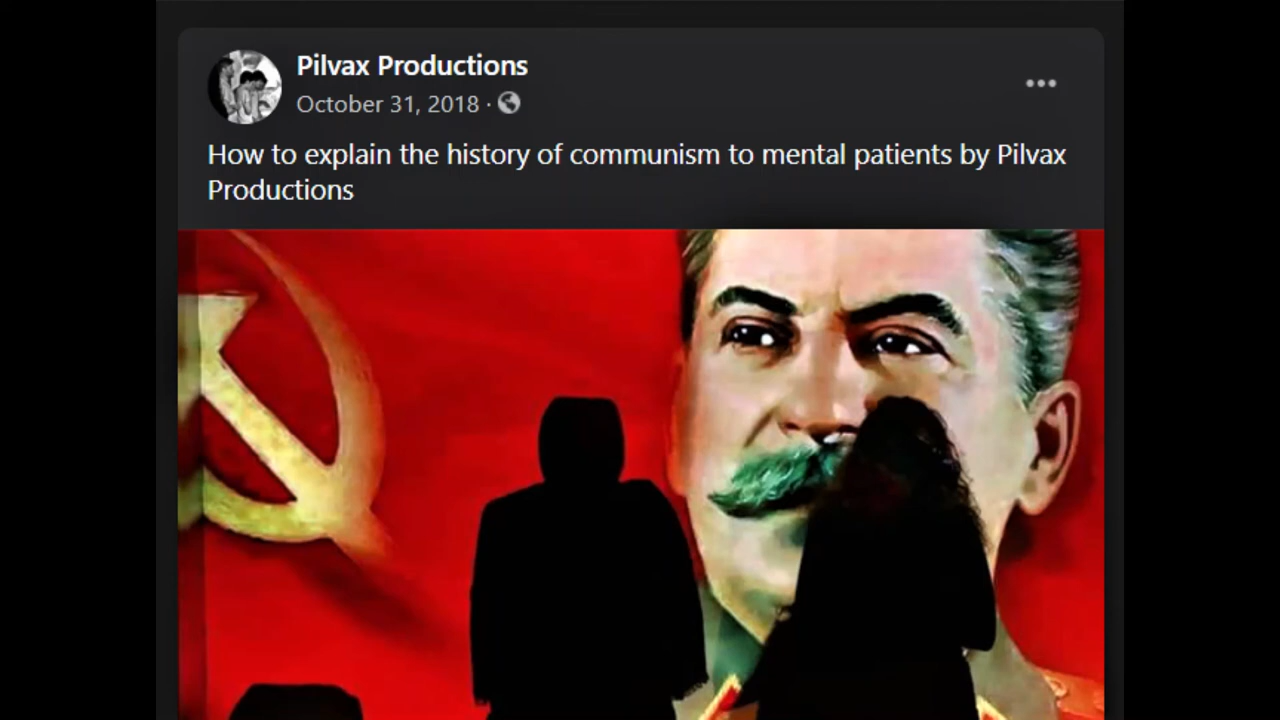 Pilvax Productions
October 31, 2018 ·
How to explain the history of communism to mental patients by Pilvax
Productions